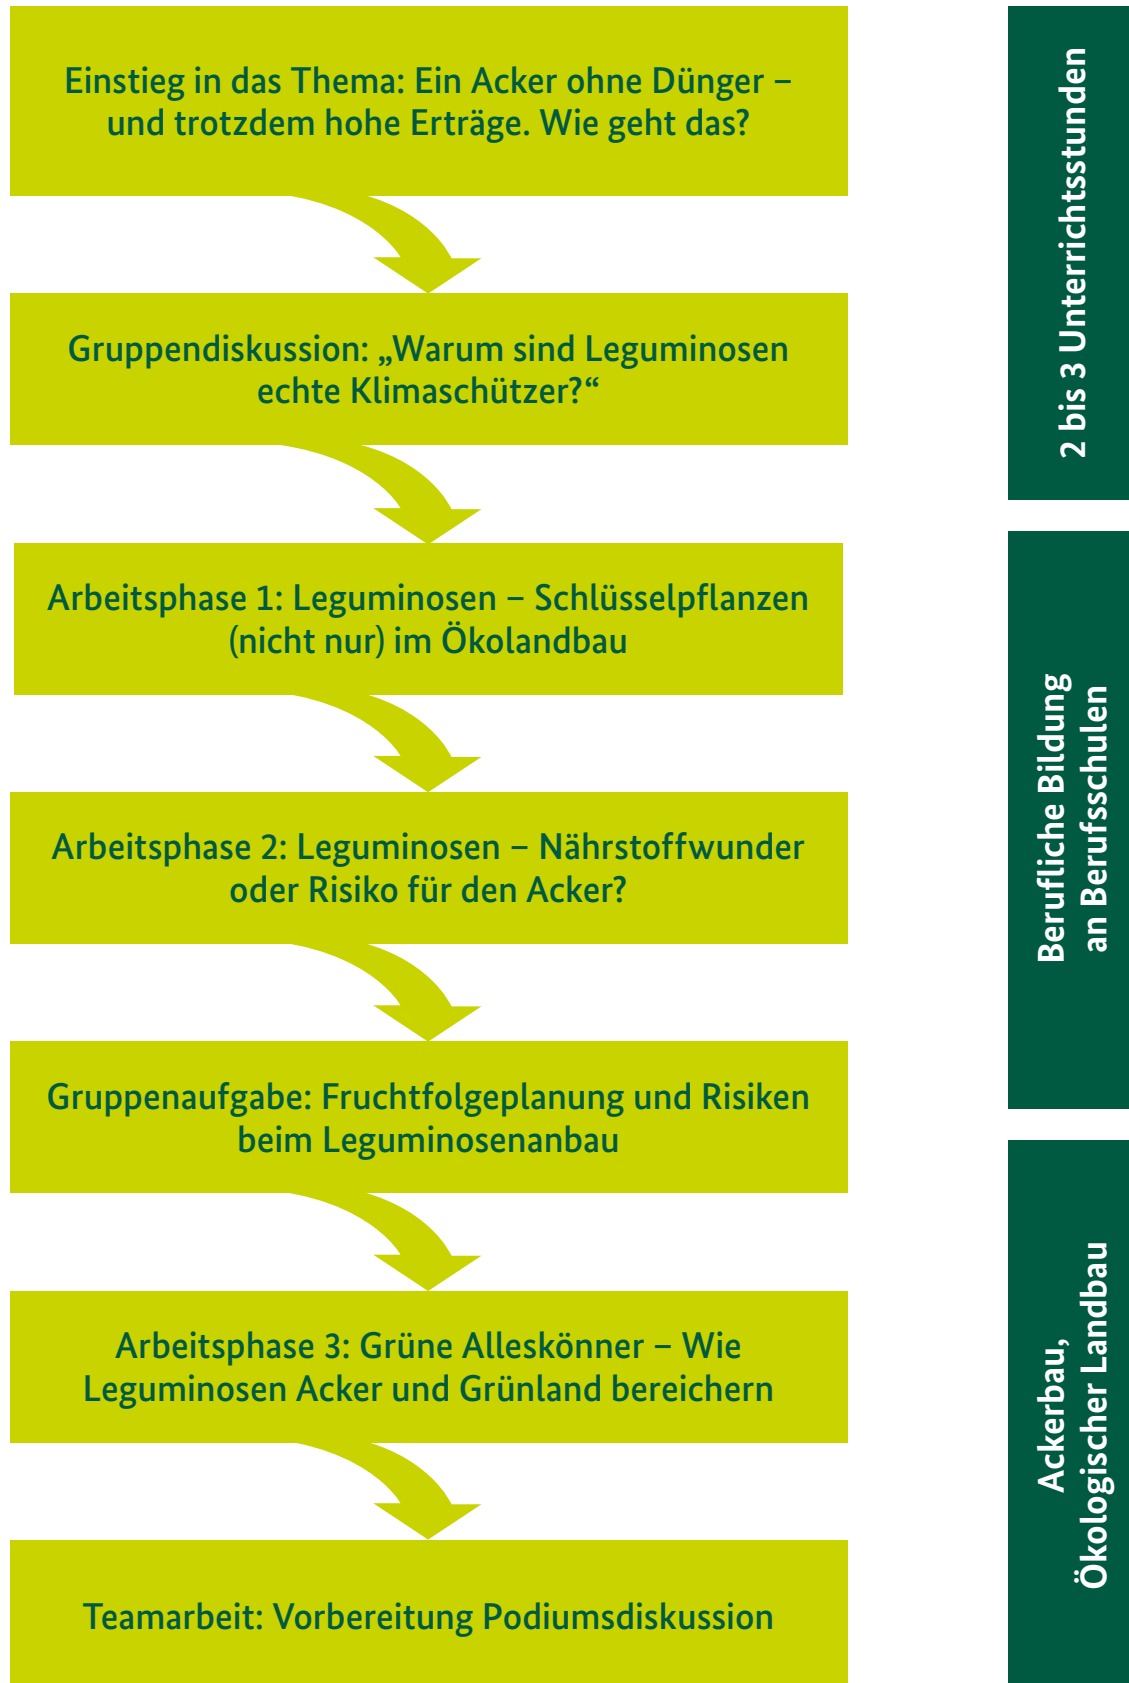 Einstieg in das Thema: Ein Acker ohne Dünger –
und trotzdem hohe Erträge. Wie geht das?
Gruppendiskussion: „Warum sind Leguminosen
echte Klimaschützer?“
Arbeitsphase 1: Leguminosen – Schlüsselpflanzen
(nicht nur) im Ökolandbau
Arbeitsphase 2: Leguminosen – Nährstoffwunder
oder Risiko für den Acker?
Gruppenaufgabe: Fruchtfolgeplanung und Risiken
beim Leguminosenanbau
Arbeitsphase 3: Grüne Alleskönner – Wie
Leguminosen Acker und Grünland bereichern
Teamarbeit: Vorbereitung Podiumsdiskussion
2 bis 3 Unterrichtsstunden
Berufliche Bildung
an Berufsschulen
Ackerbau,
Ökologischer Landbau